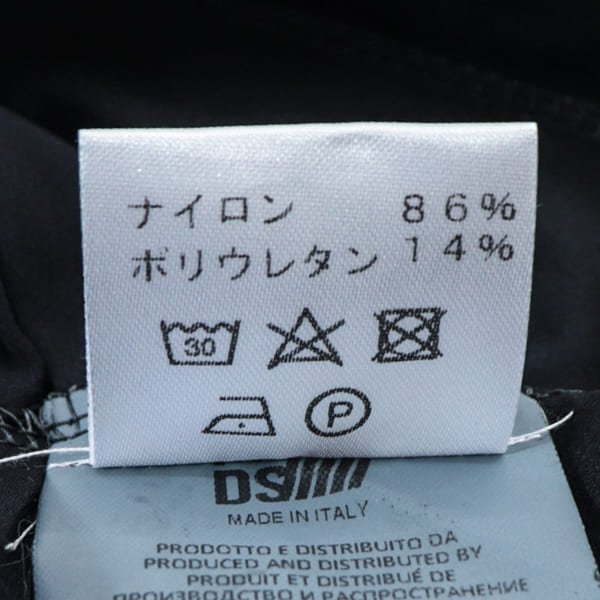 ナイロン 86%
ポリウレタン 14%
30
P
DS
MADE IN ITALY
PRODOTTO E DISTRIBUITO DA
PRODUCED AND DISTRIBUTED BY
PRODUIT ET DISTRIBUÉ DE
ПРОИЗВОДСТВО И РАСПРОСТРАНЕНИЕ